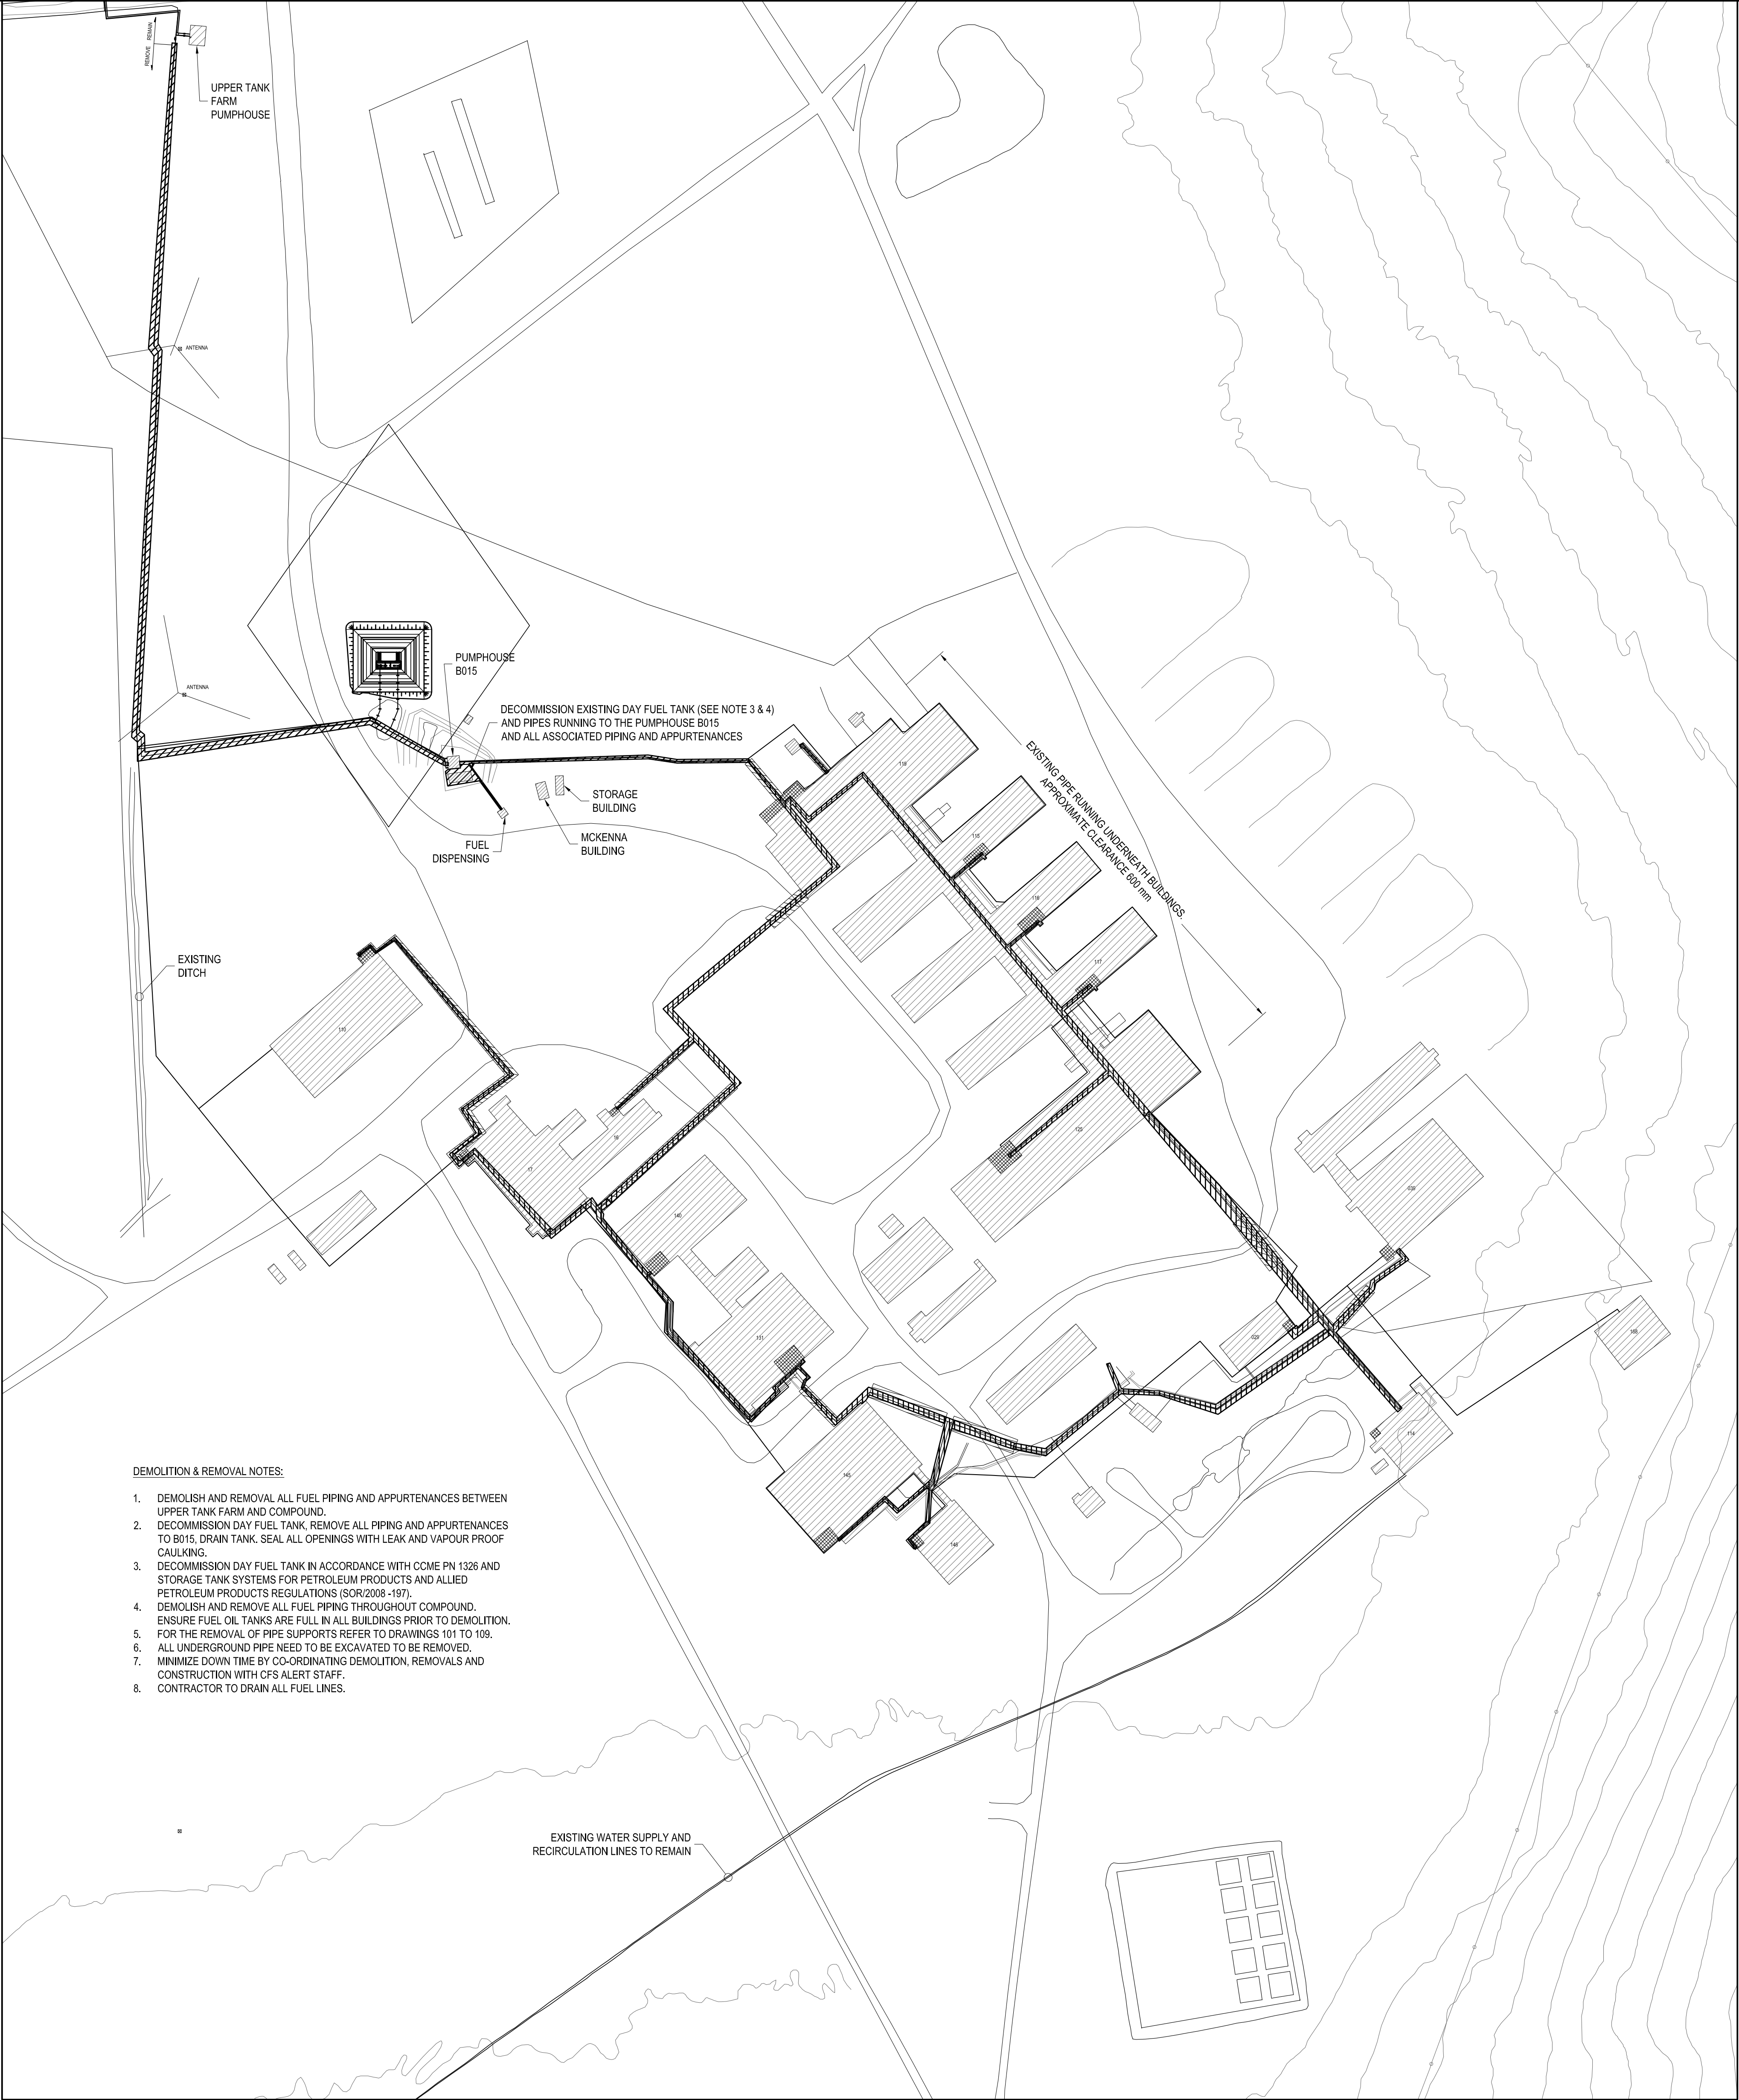 REMOVE REMAIN
UPPER TANK
FARM
PUMPHOUSE
ANTENNA
ANTENNA
PUMPHOUSE
B015
DECOMMISSION EXISTING DAY FUEL TANK (SEE NOTE 3 & 4)
AND PIPES RUNNING TO THE PUMPHOUSE B015
AND ALL ASSOCIATED PIPING AND APPURTENANCES
STORAGE
BUILDING
MCKENNA
BUILDING
FUEL
DISPENSING
EXISTING PIPE RUNNING UNDERNEATH BUILDINGS.
APPROXIMATE CLEARANCE 600 mm
115
116
117
EXISTING
DITCH
110
17
125
140
131
114
145
DEMOLITION & REMOVAL NOTES:
1. DEMOLISH AND REMOVAL ALL FUEL PIPING AND APPURTENANCES BETWEEN
UPPER TANK FARM AND COMPOUND.
2. DECOMMISSION DAY FUEL TANK, REMOVE ALL PIPING AND APPURTENANCES
TO B015, DRAIN TANK. SEAL ALL OPENINGS WITH LEAK AND VAPOUR PROOF
CAULKING.
3. DECOMMISSION DAY FUEL TANK IN ACCORDANCE WITH CCME PN 1326 AND
STORAGE TANK SYSTEMS FOR PETROLEUM PRODUCTS AND ALLIED
PETROLEUM PRODUCTS REGULATIONS (SOR/2008 -197).
4. DEMOLISH AND REMOVE ALL FUEL PIPING THROUGHOUT COMPOUND.
ENSURE FUEL OIL TANKS ARE FULL IN ALL BUILDINGS PRIOR TO DEMOLITION.
5. FOR THE REMOVAL OF PIPE SUPPORTS REFER TO DRAWINGS 101 TO 109.
6. ALL UNDERGROUND PIPE NEED TO BE EXCAVATED TO BE REMOVED.
7. MINIMIZE DOWN TIME BY CO-ORDINATING DEMOLITION, REMOVALS AND
CONSTRUCTION WITH CFS ALERT STAFF.
8. CONTRACTOR TO DRAIN ALL FUEL LINES.
EXISTING WATER SUPPLY AND
RECIRCULATION LINES TO REMAIN